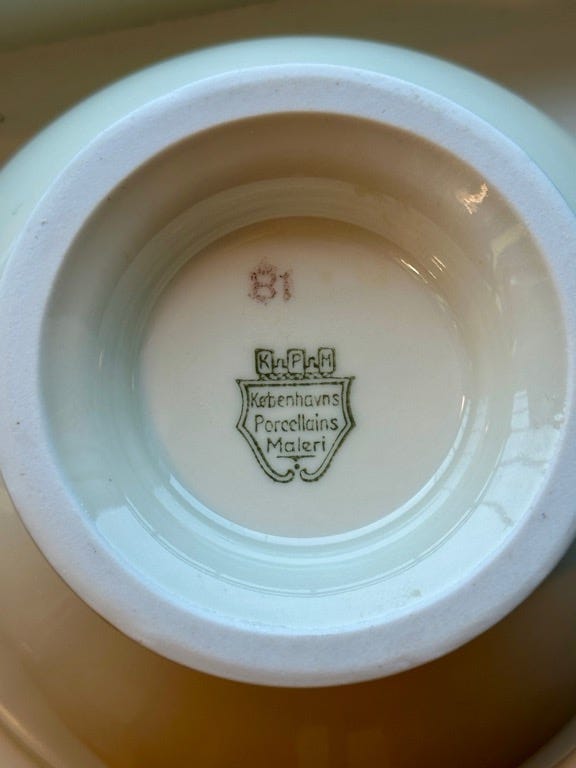 81
K P M
Københavns
Porcellains
Maleri